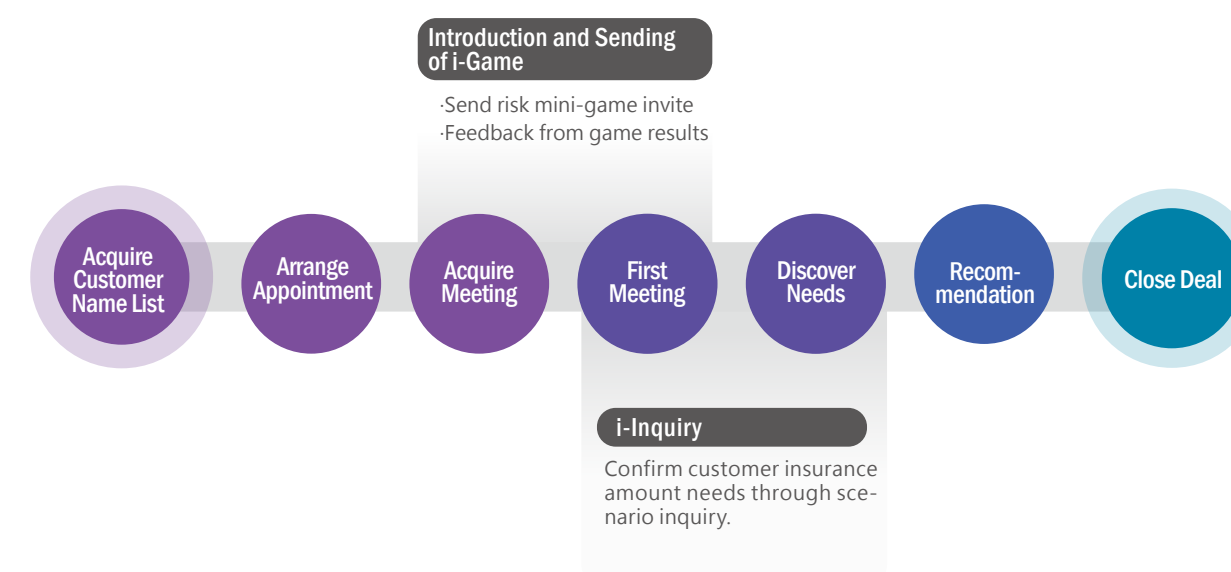 Introduction and Sending
of i-Game
·Send risk mini-game invite
·Feedback from game results
Acquire
Customer
Name List
Arrange
Appointment
Acquire
Meeting
First
Meeting
Discover
Needs
Recom-
mendation
Close Deal
i-Inquiry
Confirm customer insurance
amount needs through sce-
nario inquiry.